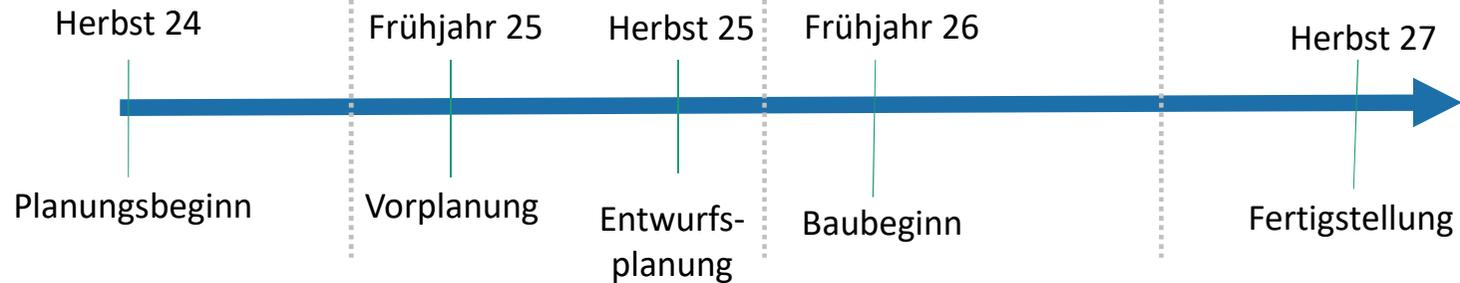 Herbst 24
Frühjahr 25
Herbst 25
Frühjahr 26
Herbst 27
Planungsbeginn
Vorplanung
Entwurfs-
planung
Baubeginn
Fertigstellung